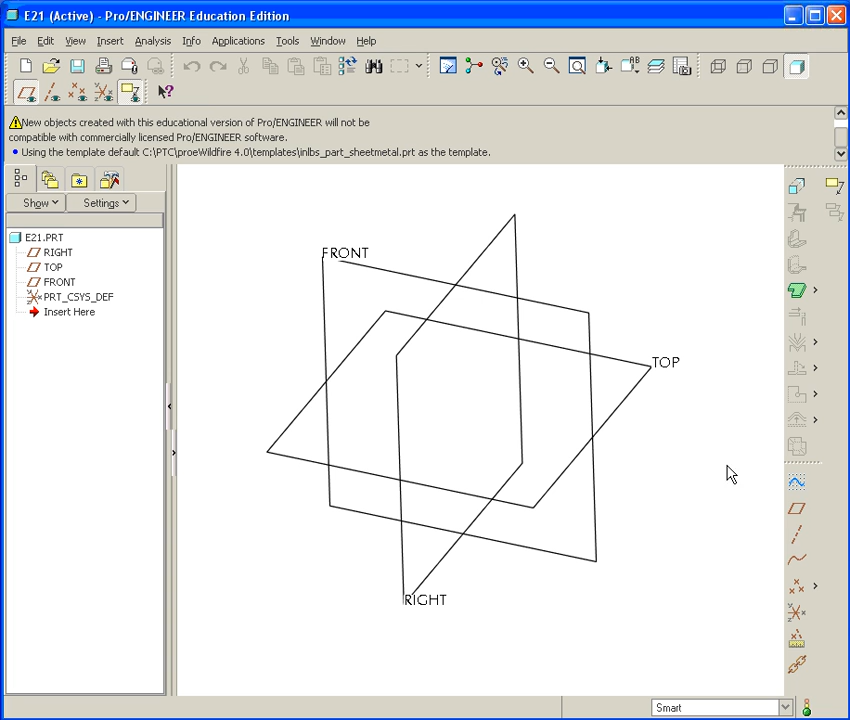 E21 (Active) - Pro/ENGINEER Education Edition
File Edit View Insert Analysis Info Applications Tools Window Help
New objects created with this educational version of Pro/ENGINEER will not be
compatible with commercially licensed Pro/ENGINEER software.
• Using the template default C:\PTC\proeWildfire 4.0\templates\inlbs_part_sheetmetal.prt as the template.
Show Settings
E21.PRT
RIGHT
TOP
FRONT
PRT_CSYS_DEF
Insert Here
FRONT
TOP
RIGHT
Smart